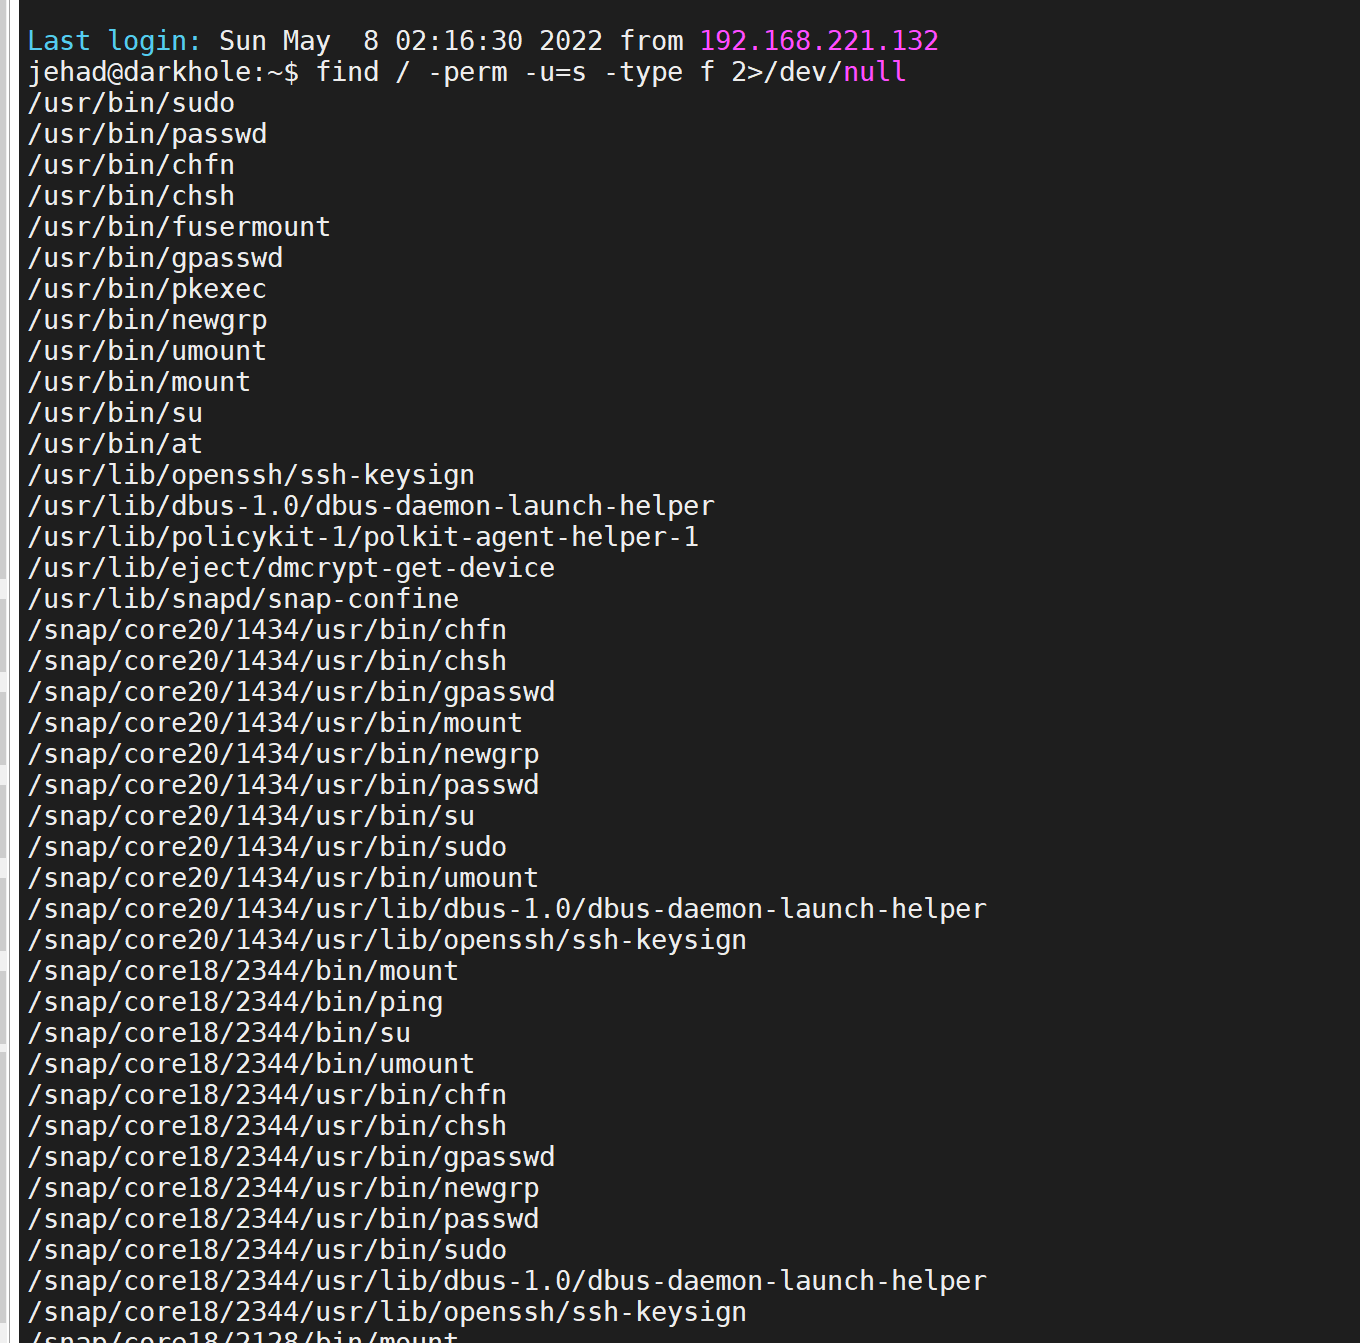 Last login: Sun May  8 02:16:30 2022 from 192.168.221.132
jehad@darkhole:~$ find / -perm -u=s -type f 2>/dev/null
/usr/bin/sudo
/usr/bin/passwd
/usr/bin/chfn
/usr/bin/chsh
/usr/bin/fusermount
/usr/bin/gpasswd
/usr/bin/pkexec
/usr/bin/newgrp
/usr/bin/umount
/usr/bin/mount
/usr/bin/su
/usr/bin/at
/usr/lib/openssh/ssh-keysign
/usr/lib/dbus-1.0/dbus-daemon-launch-helper
/usr/lib/policykit-1/polkit-agent-helper-1
/usr/lib/eject/dmcrypt-get-device
/usr/lib/snapd/snap-confine
/snap/core20/1434/usr/bin/chfn
/snap/core20/1434/usr/bin/chsh
/snap/core20/1434/usr/bin/gpasswd
/snap/core20/1434/usr/bin/mount
/snap/core20/1434/usr/bin/newgrp
/snap/core20/1434/usr/bin/passwd
/snap/core20/1434/usr/bin/su
/snap/core20/1434/usr/bin/sudo
/snap/core20/1434/usr/bin/umount
/snap/core20/1434/usr/lib/dbus-1.0/dbus-daemon-launch-helper
/snap/core20/1434/usr/lib/openssh/ssh-keysign
/snap/core18/2344/bin/mount
/snap/core18/2344/bin/ping
/snap/core18/2344/bin/su
/snap/core18/2344/bin/umount
/snap/core18/2344/usr/bin/chfn
/snap/core18/2344/usr/bin/chsh
/snap/core18/2344/usr/bin/gpasswd
/snap/core18/2344/usr/bin/newgrp
/snap/core18/2344/usr/bin/passwd
/snap/core18/2344/usr/bin/sudo
/snap/core18/2344/usr/lib/dbus-1.0/dbus-daemon-launch-helper
/snap/core18/2344/usr/lib/openssh/ssh-keysign
/snap/core18/2128/bin/mount